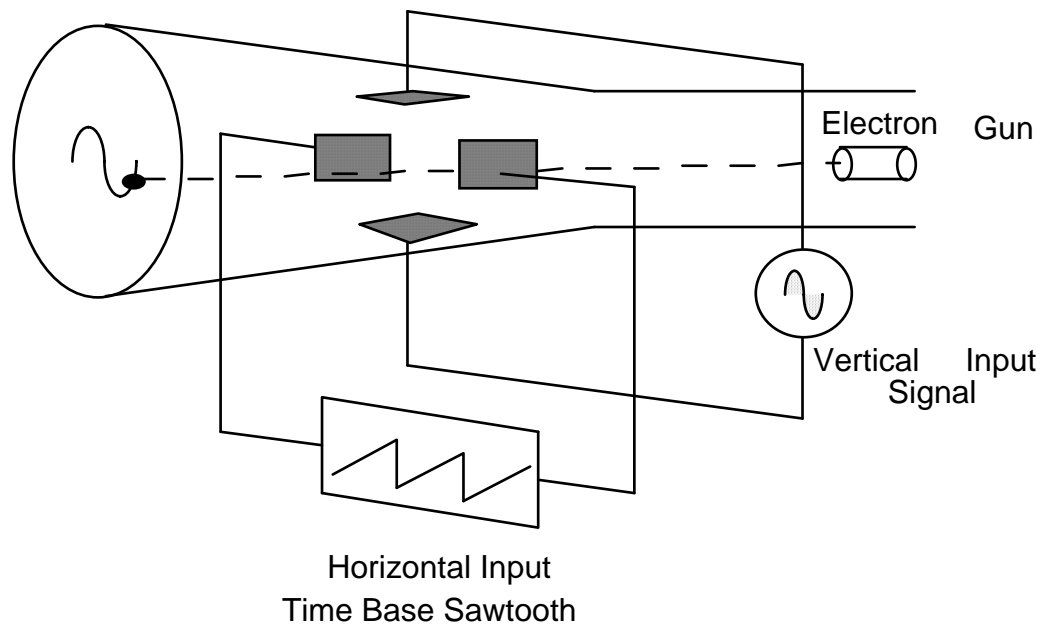 Electron Gun
Vertical Input
Signal
Horizontal Input
Time Base Sawtooth